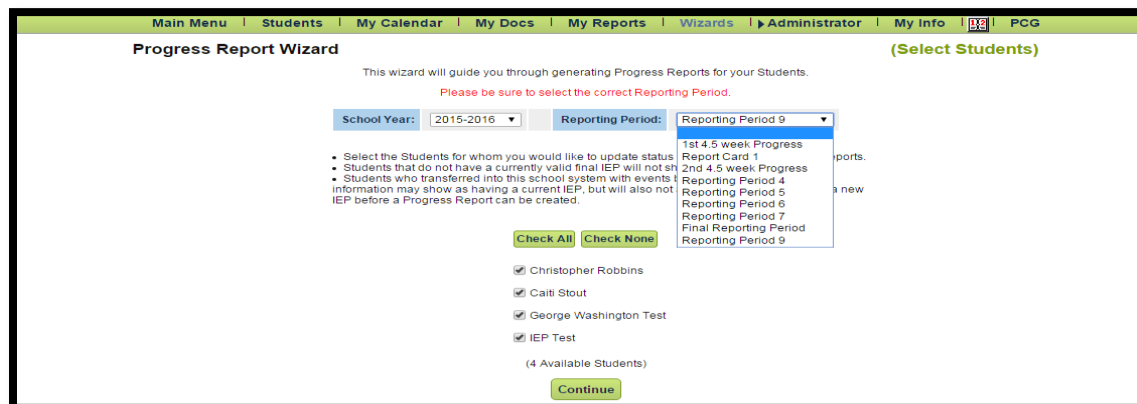 Main Menu | Students | My Calendar | My Docs | My Reports | Wizards | ▶Administrator | My Info | | PCG
Progress Report Wizard
(Select Students)
This wizard will guide you through generating Progress Reports for your Students.
Please be sure to select the correct Reporting Period.
School Year: 2015-2016 Reporting Period: Reporting Period 9
1st 4.5 week Progress
Report Card 1
2nd 4.5 week Progress
Reporting Period 4
Reporting Period 5
Reporting Period 6
Reporting Period 7
Final Reporting Period
Reporting Period 9
• Select the Students for whom you would like to update status ports.
• Students that do not have a currently valid final IEP will not sh
• Students who transferred into this school system with events
information may show as having a current IEP, but will also not a new
IEP before a Progress Report can be created.
Check All Check None
Christopher Robbins
Caiti Stout
George Washington Test
IEP Test
(4 Available Students)
Continue